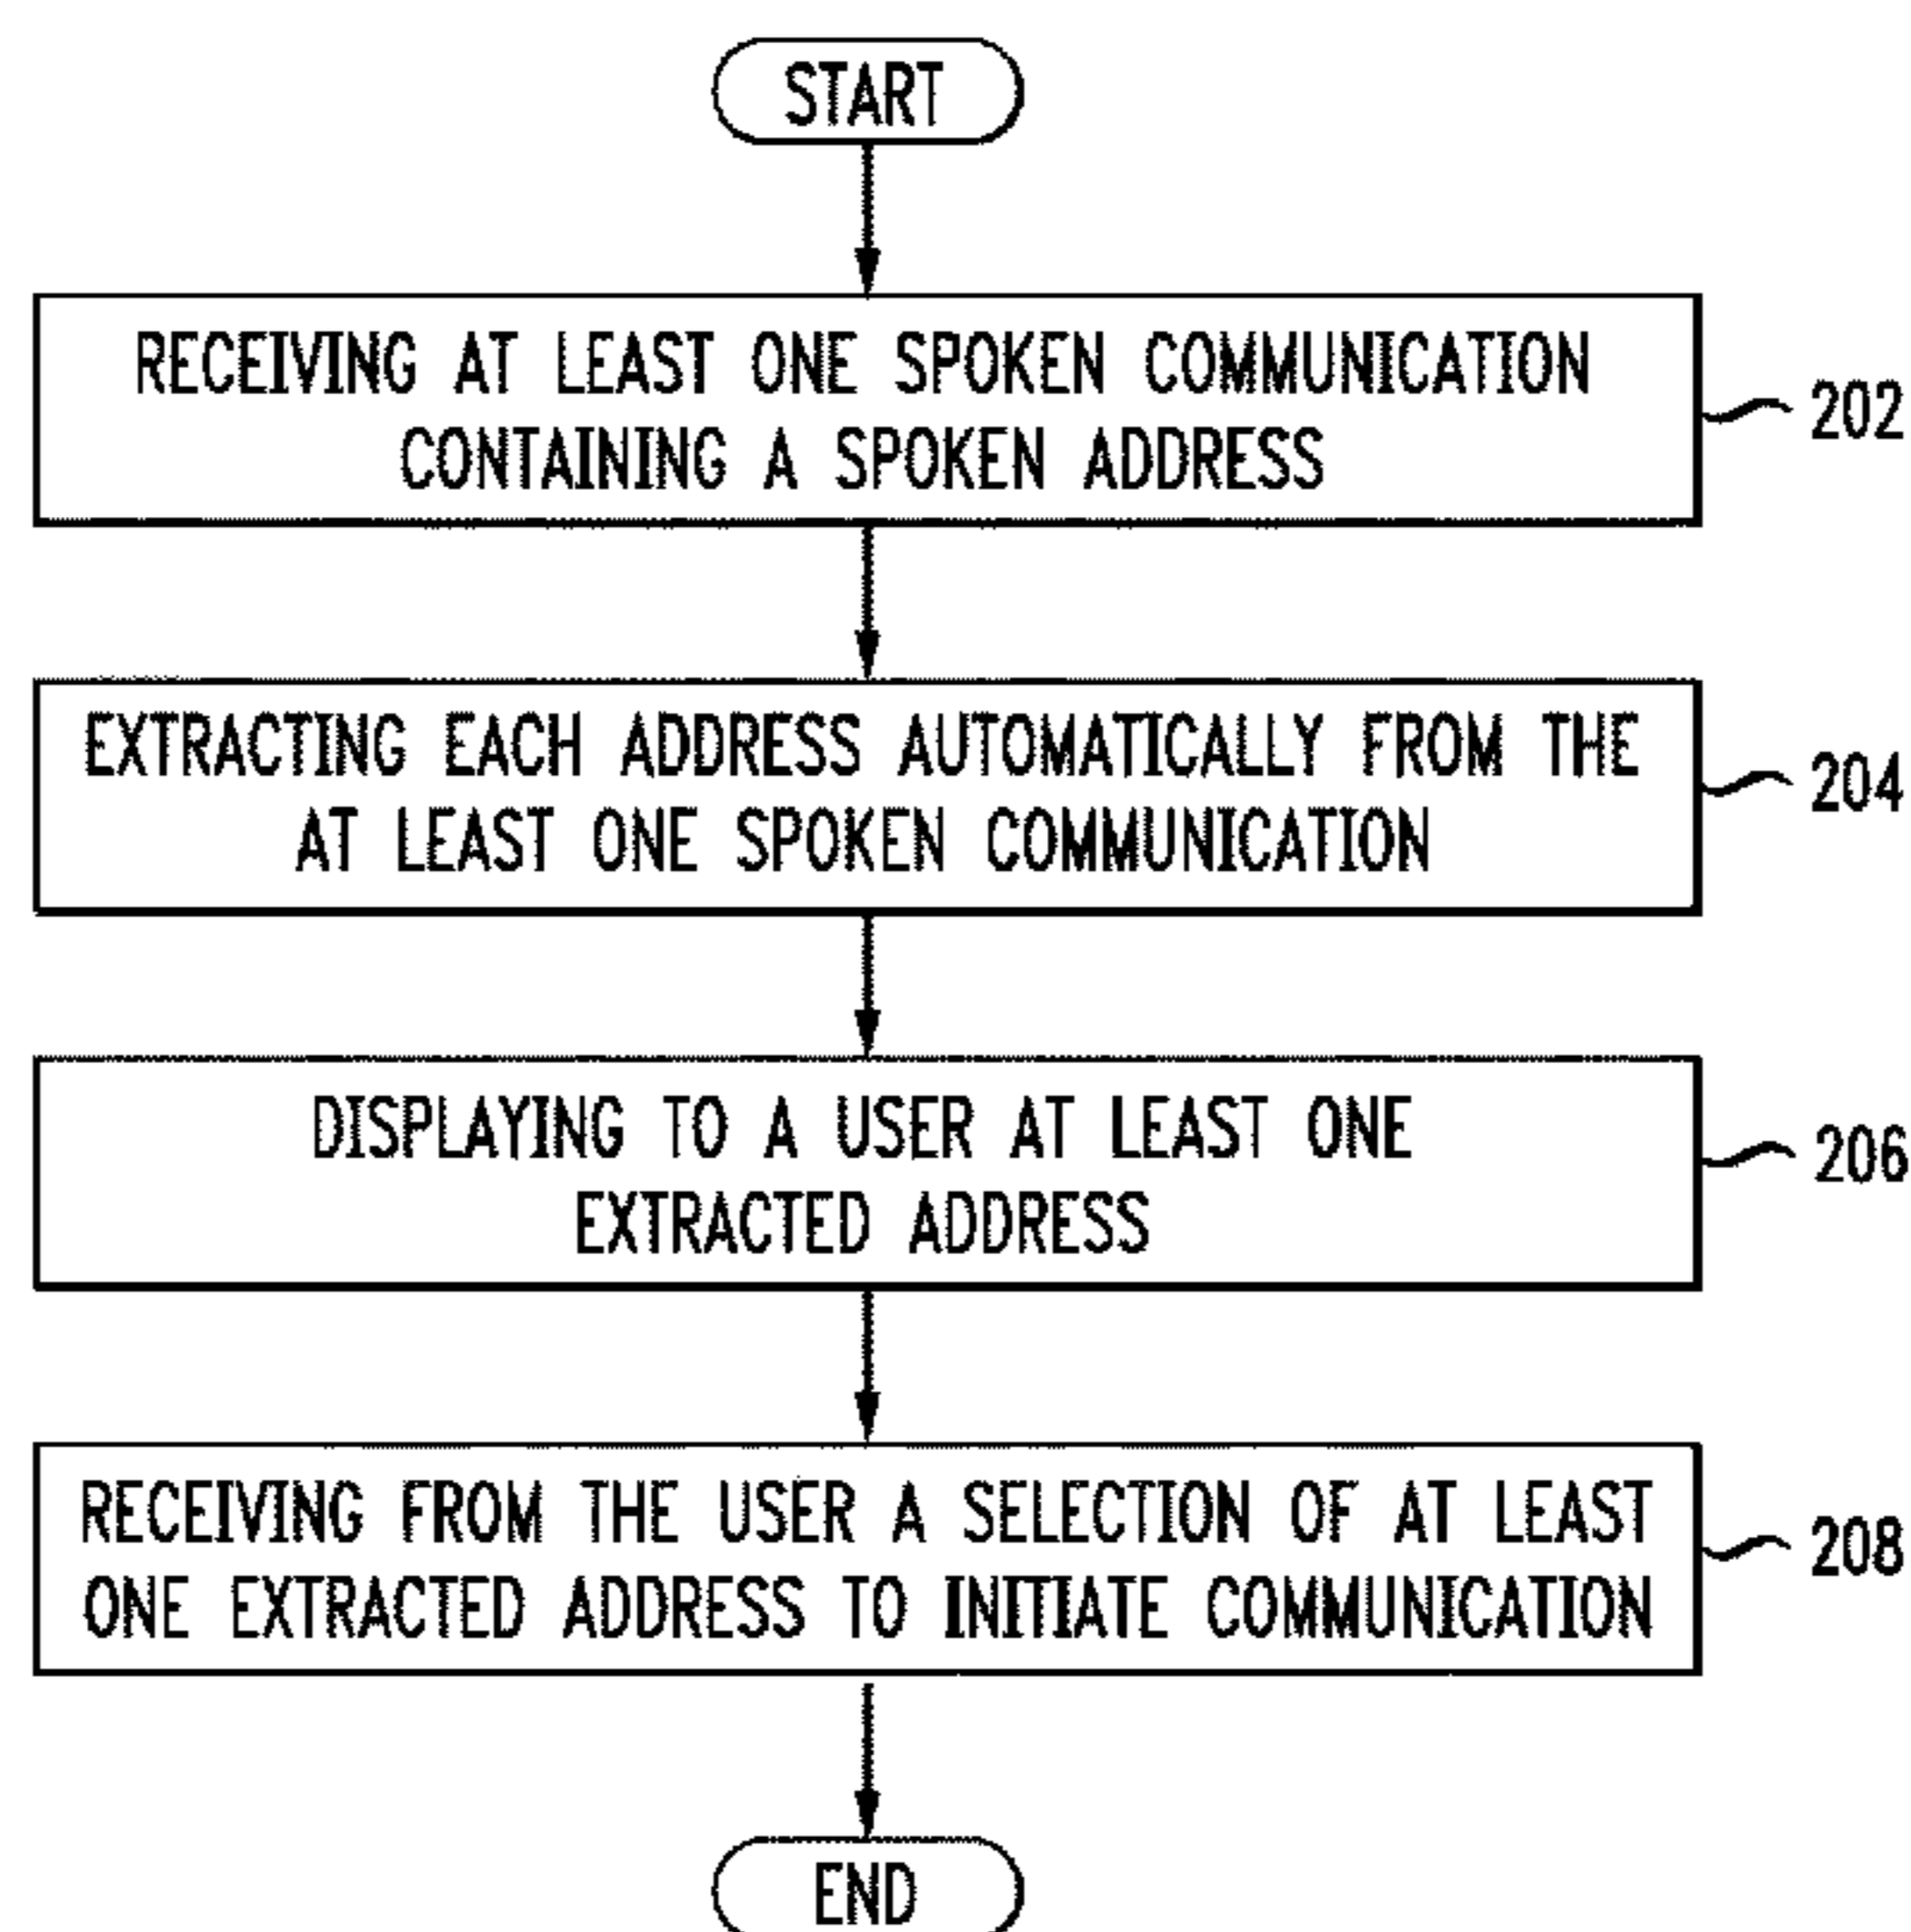 START
RECEIVING AT LEAST ONE SPOKEN COMMUNICATION
CONTAINING A SPOKEN ADDRESS
202
EXTRACTING EACH ADDRESS AUTOMATICALLY FROM THE
AT LEAST ONE SPOKEN COMMUNICATION
204
DISPLAYING TO A USER AT LEAST ONE
EXTRACTED ADDRESS
206
RECEIVING FROM THE USER A SELECTION OF AT LEAST
ONE EXTRACTED ADDRESS TO INITIATE COMMUNICATION
208
END